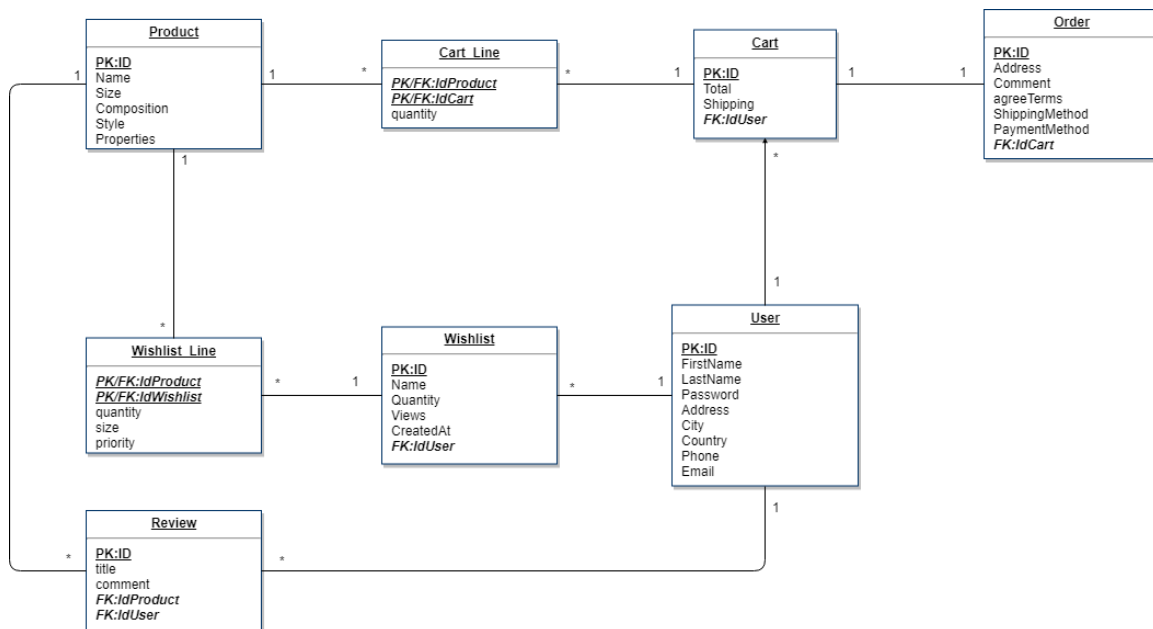 Product
PK:ID
Name
Size
Composition
Style
Properties
1
1
*
Cart_Line
PK/FK:IdProduct
PK/FK:IdCart
quantity
*
1
Cart
PK:ID
Total
Shipping
FK:IdUser
1
1
Order
PK:ID
Address
Comment
agreeTerms
ShippingMethod
PaymentMethod
FK:IdCart
1
*
*
1
Wishlist_Line
PK/FK:IdProduct
PK/FK:IdWishlist
quantity
size
priority
*
1
Wishlist
PK:ID
Name
Quantity
Views
CreatedAt
FK:IdUser
*
1
User
PK:ID
FirstName
LastName
Password
Address
City
Country
Phone
Email
1
*
Review
PK:ID
title
comment
FK:IdProduct
FK:IdUser
*